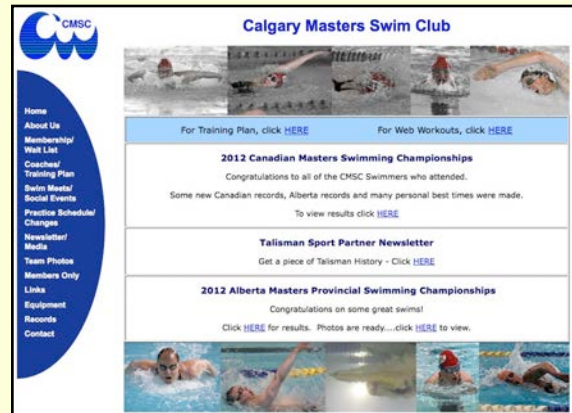 CMSC
Calgary Masters Swim Club
Home
About Us
Membership/
Wait List
Coaches/
Training Plan
Swim Meets/
Social Events
Practice Schedule/
Changes
Newsletter/
Media
Team Photos
Members Only
Links
Equipment
Records
Contact
For Training Plan, click HERE
For Web Workouts, click HERE
2012 Canadian Masters Swimming Championships
Congratulations to all of the CMSC Swimmers who attended.
Some new Canadian records, Alberta records and many personal best times were made.
To view results click HERE
Talisman Sport Partner Newsletter
Get a piece of Talisman History - Click HERE
2012 Alberta Masters Provincial Swimming Championships
Congratulations on some great swims!
Click HERE for results. Photos are ready....click HERE to view.